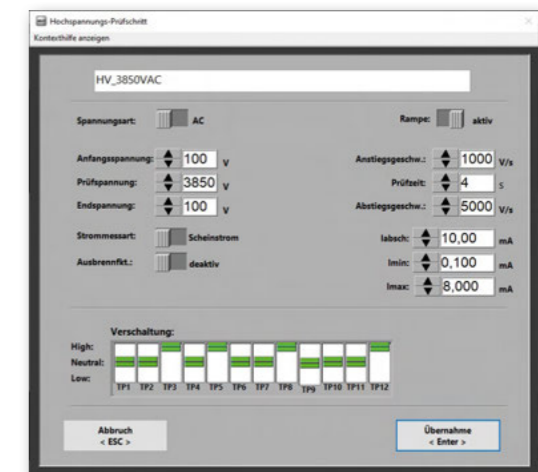 Hochspannungs-Prüfschritt
Kontexthilfe anzeigen
HV_3850VAC
Spannungsart: AC Rampe: aktiv
Anfangsspannung: 100 V Anstiegsgeschw.: 1000 V/s
Prüfspannung: 3850 V Prüfzeit: 4 s
Endspannung: 100 V Abstiegsgeschw.: 5000 V/s
Strommessart: Scheinstrom Iabsch: 10,00 mA
Ausbrennfkt.: deaktiv Imin: 0,100 mA
Imax: 8,000 mA
Verschaltung:
High:
Neutral:
Low:
TP1 TP2 TP3 TP4 TP5 TP6 TP7 TP8 TP9 TP10 TP11 TP12
Abbruch Übernahme
< ESC > < Enter >